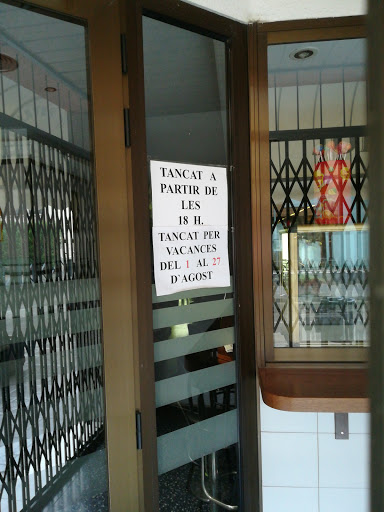 TANCAT A
PARTIR DE
LES
18 H.
TANCAT PER
VACANCES
DEL 1 AL 27
D`AGOST